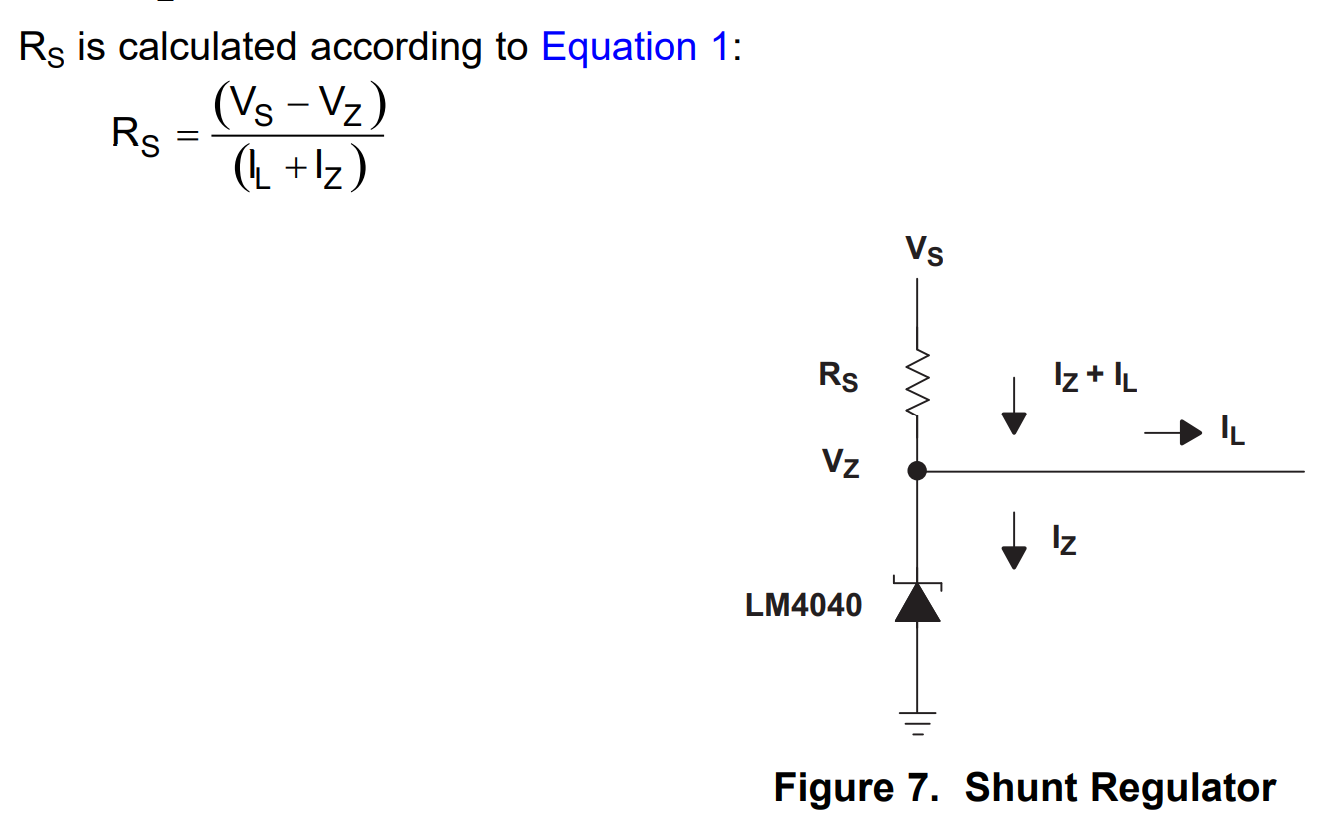 R_S is calculated according to Equation 1:
R_S = (V_S − V_Z) / (I_L + I_Z)
V_S
R_S
I_Z + I_L
I_L
V_Z
I_Z
LM4040
Figure 7. Shunt Regulator